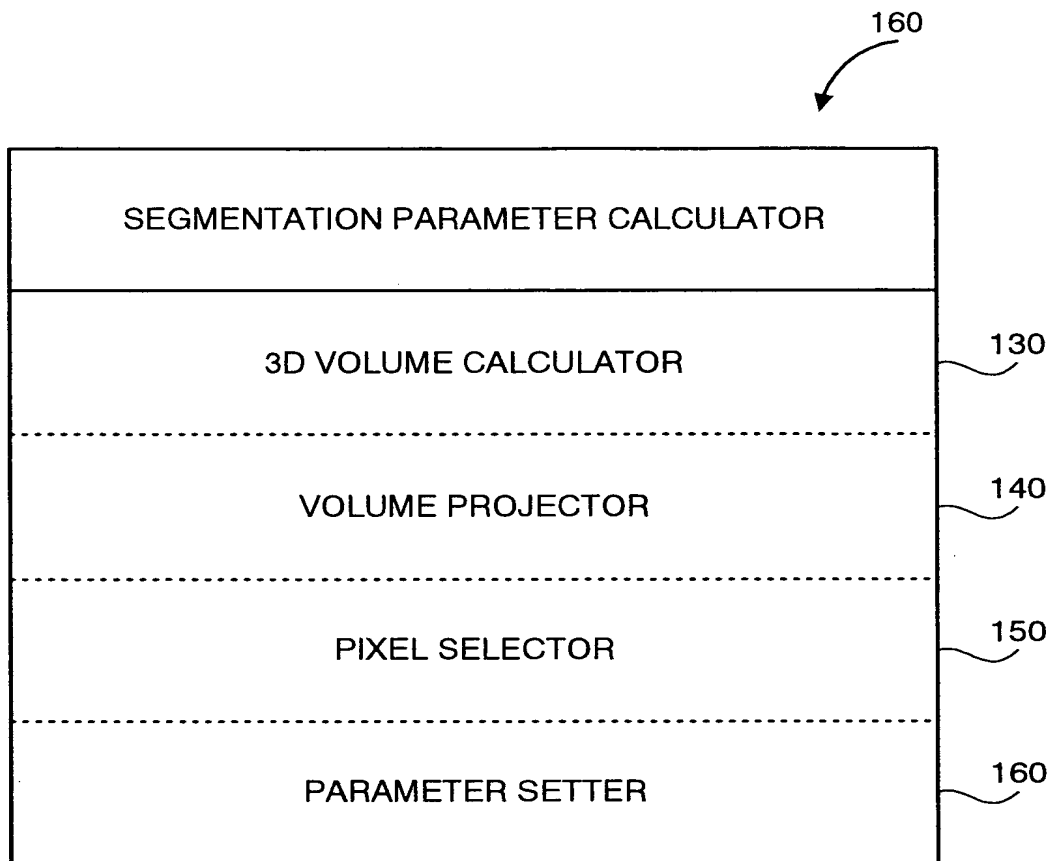 160
SEGMENTATION PARAMETER CALCULATOR
3D VOLUME CALCULATOR
130
VOLUME PROJECTOR
140
PIXEL SELECTOR
150
PARAMETER SETTER
160